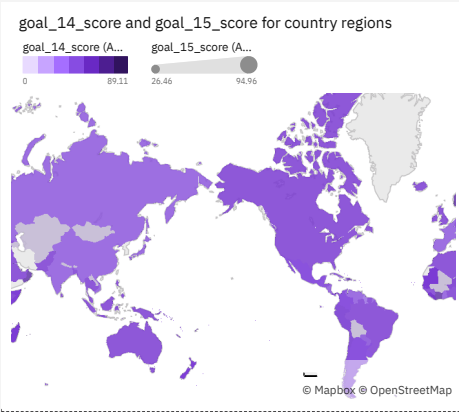 goal_14_score and goal_15_score for country regions
goal_14_score (A... goal_15_score (A...
0 89.11 26.46 94.96
© Mapbox © OpenStreetMap